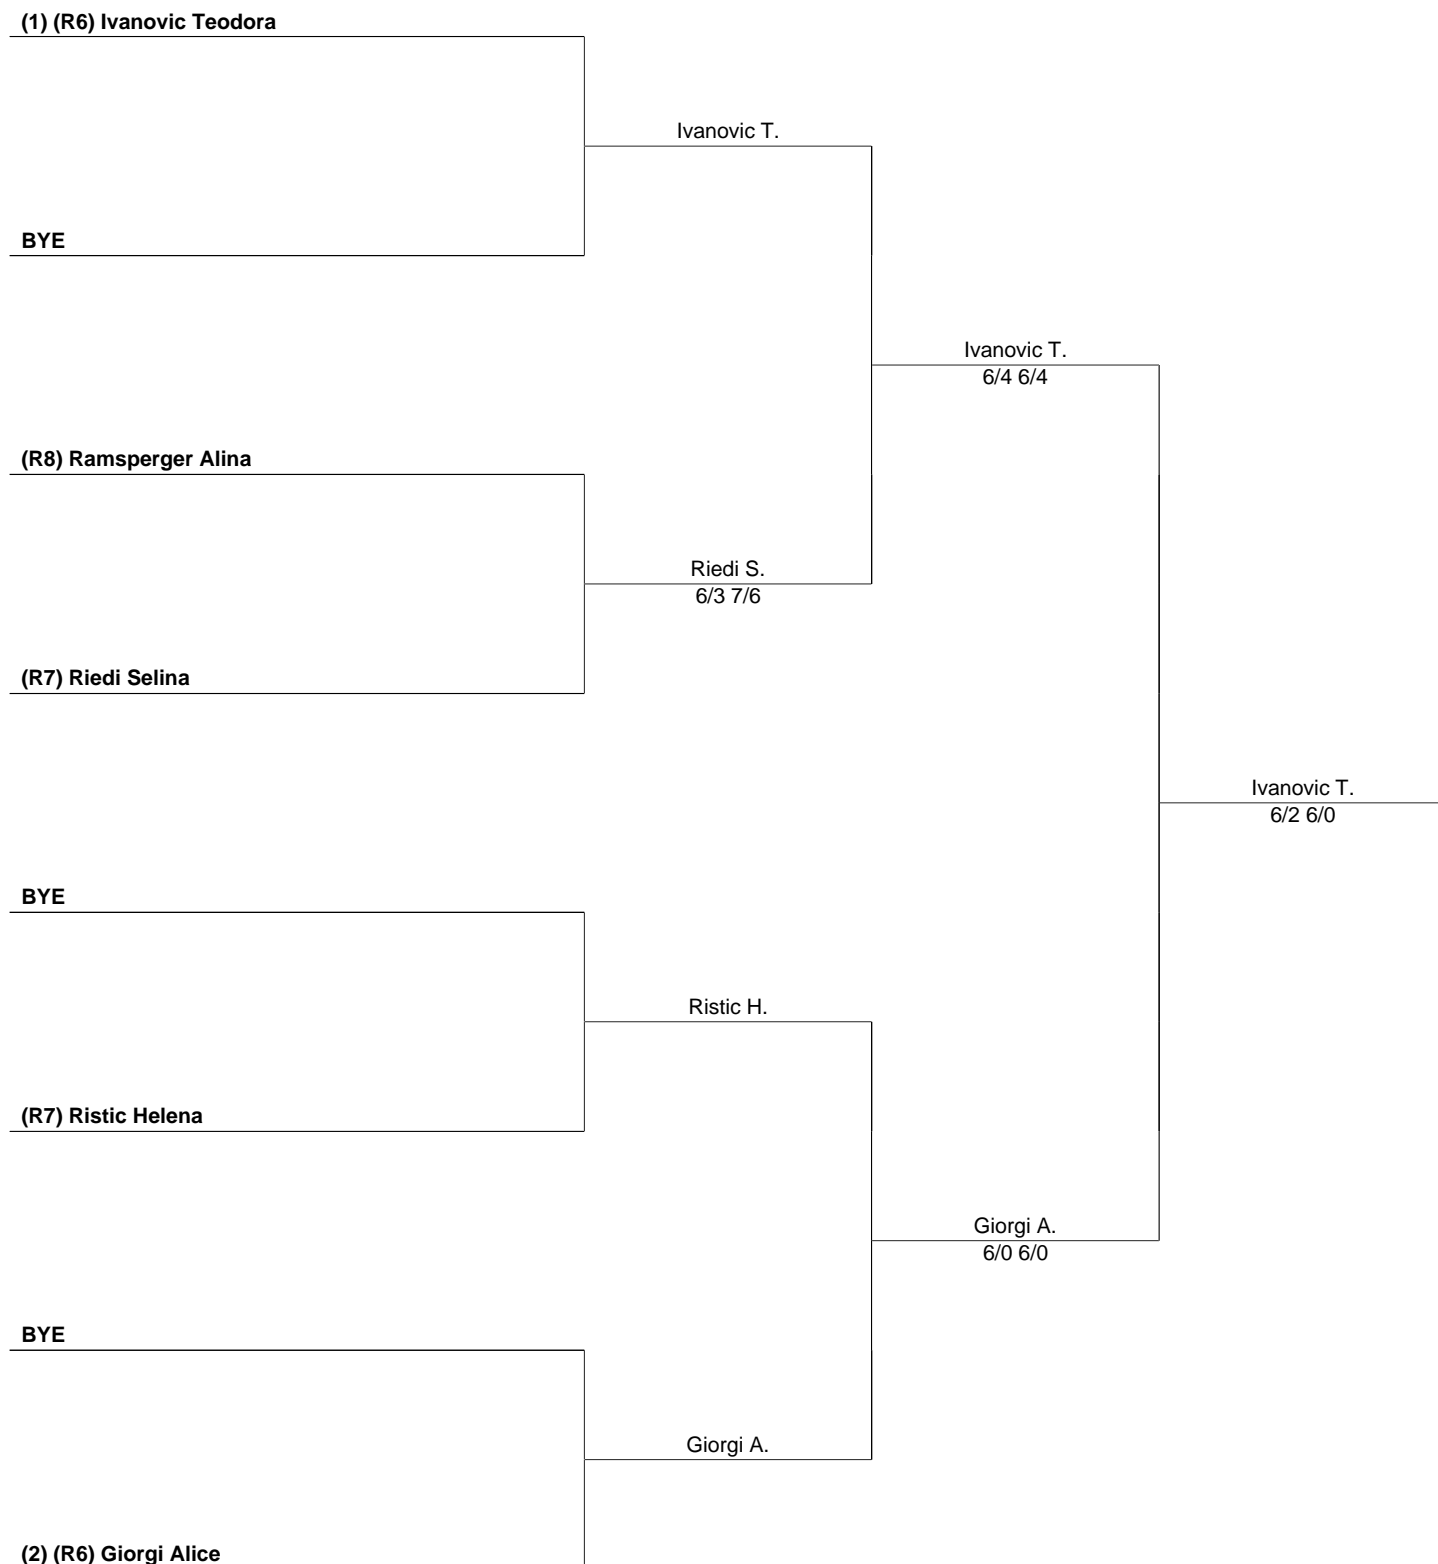 (1) (R6) Ivanovic Teodora
Ivanovic T.
BYE
Ivanovic T.
6/4 6/4
(R8) Ramsperger Alina
Riedi S.
6/3 7/6
(R7) Riedi Selina
Ivanovic T.
6/2 6/0
BYE
Ristic H.
(R7) Ristic Helena
Giorgi A.
6/0 6/0
BYE
Giorgi A.
(2) (R6) Giorgi Alice